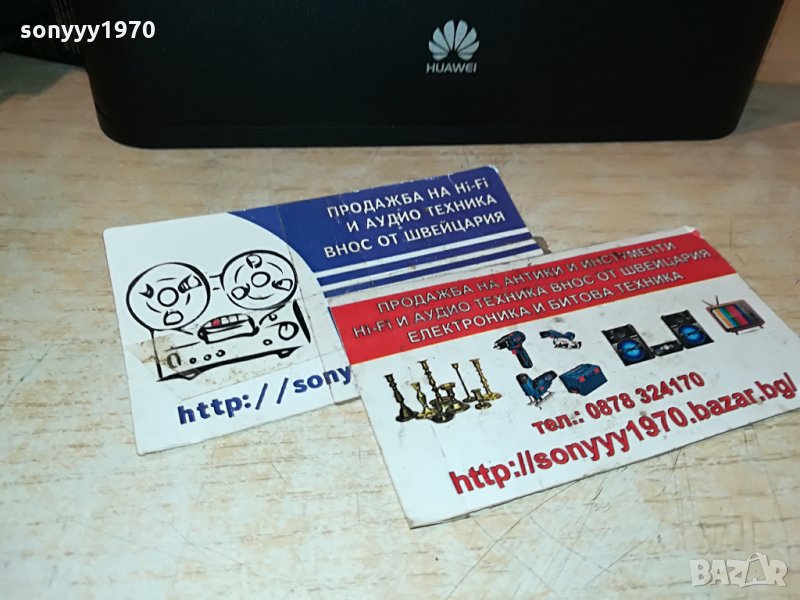 sonyyy1970
HUAWEI
ПРОДАЖБА НА Hi-Fi
И АУДИО ТЕХНИКА
ВНОС ОТ ШВЕЙЦАРИЯ
http://sony
ПРОДАЖБА НА АНТИКИ И ИНСТРУМЕНТИ
Hi-Fi И АУДИО ТЕХНИКА ВНОС ОТ ШВЕЙЦАРИЯ
ЕЛЕКТРОНИКА И БИТОВА ТЕХНИКА
тел.: 0878 324170
http://sonyyy1970.bazar.bg/
BAZAR